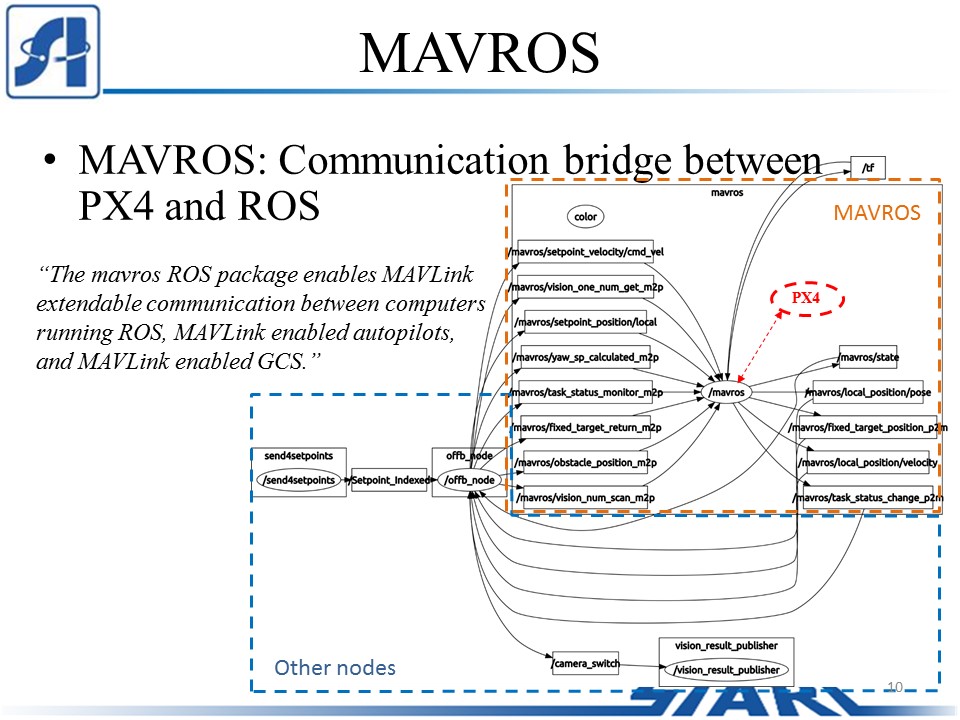 MAVROS
• MAVROS: Communication bridge between
PX4 and ROS
“The mavros ROS package enables MAVLink
extendable communication between computers
running ROS, MAVLink enabled autopilots,
and MAVLink enabled GCS.”
/tf
mavros
MAVROS
color
/mavros/setpoint_velocity/cmd_vel
/mavros/vision_one_num_get_m2p
/mavros/setpoint_position/local
/mavros/yaw_sp_calculated_m2p
/mavros/task_status_monitor_m2p
/mavros/fixed_target_return_m2p
/mavros/obstacle_position_m2p
/mavros/vision_num_scan_m2p
PX4
/mavros
/mavros/state
/mavros/local_position/pose
/mavros/fixed_target_position_p2m
/mavros/local_position/velocity
/mavros/task_status_change_p2m
send4setpoints
/send4setpoints
/Setpoint_Indexed
offb_node
/offb_node
/camera_switch
vision_result_publisher
/vision_result_publisher
Other nodes
10